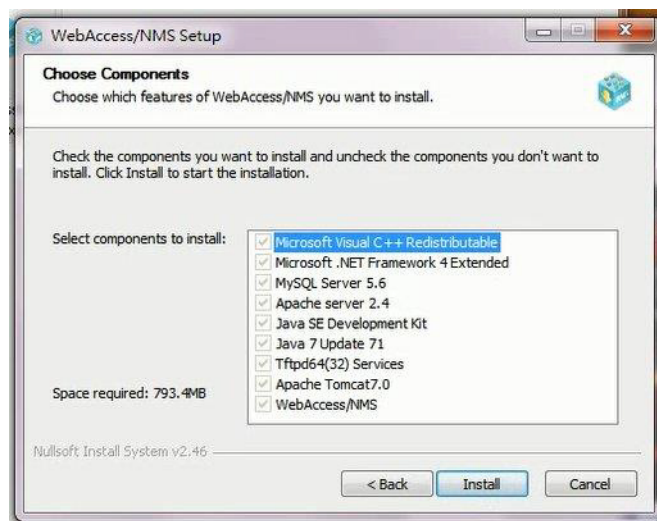 WebAccess/NMS Setup
Choose Components
Choose which features of WebAccess/NMS you want to install.
Check the components you want to install and uncheck the components you don't want to
install. Click Install to start the installation.
Select components to install:
Microsoft Visual C++ Redistributable
Microsoft .NET Framework 4 Extended
MySQL Server 5.6
Apache server 2.4
Java SE Development Kit
Java 7 Update 71
Tftpd64(32) Services
Apache Tomcat7.0
WebAccess/NMS
Space required: 793.4MB
Nullsoft Install System v2.46
< Back
Install
Cancel